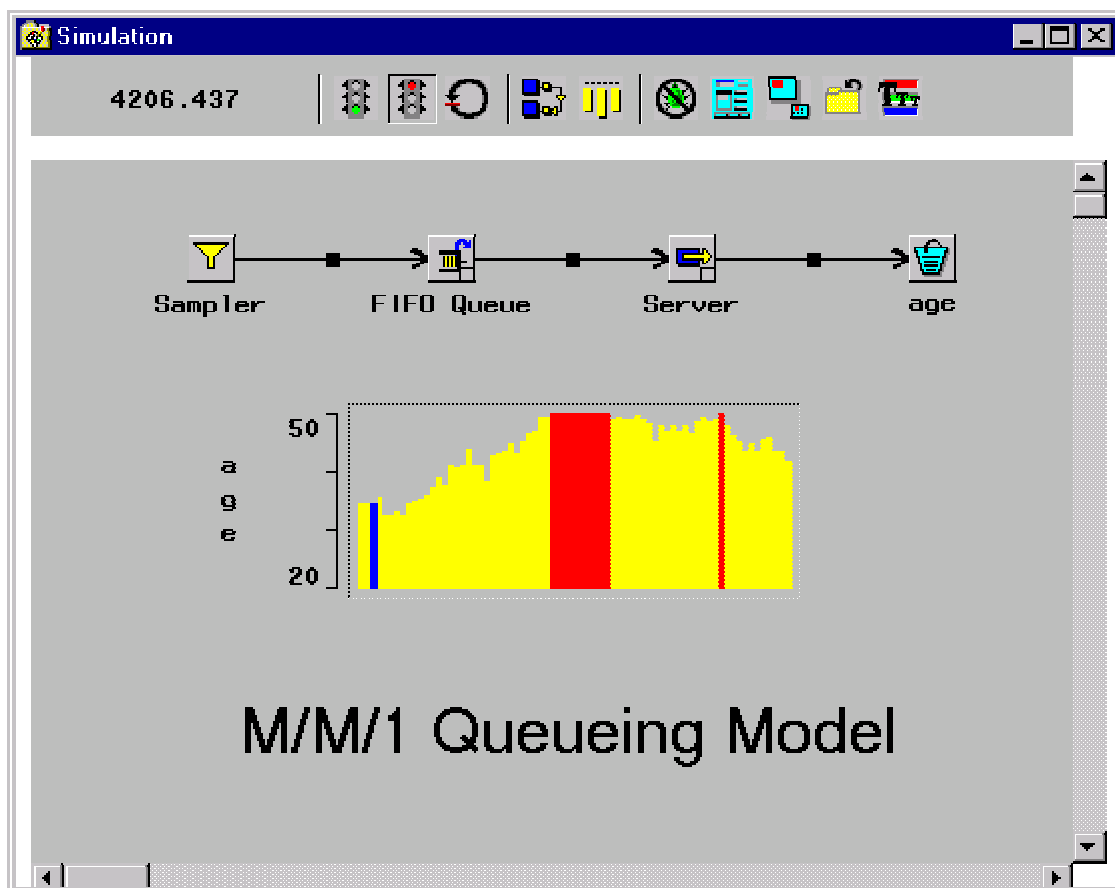 Simulation
4206.437
Sampler
FIFO Queue
Server
age
50
a
g
e
20
M/M/1 Queueing Model